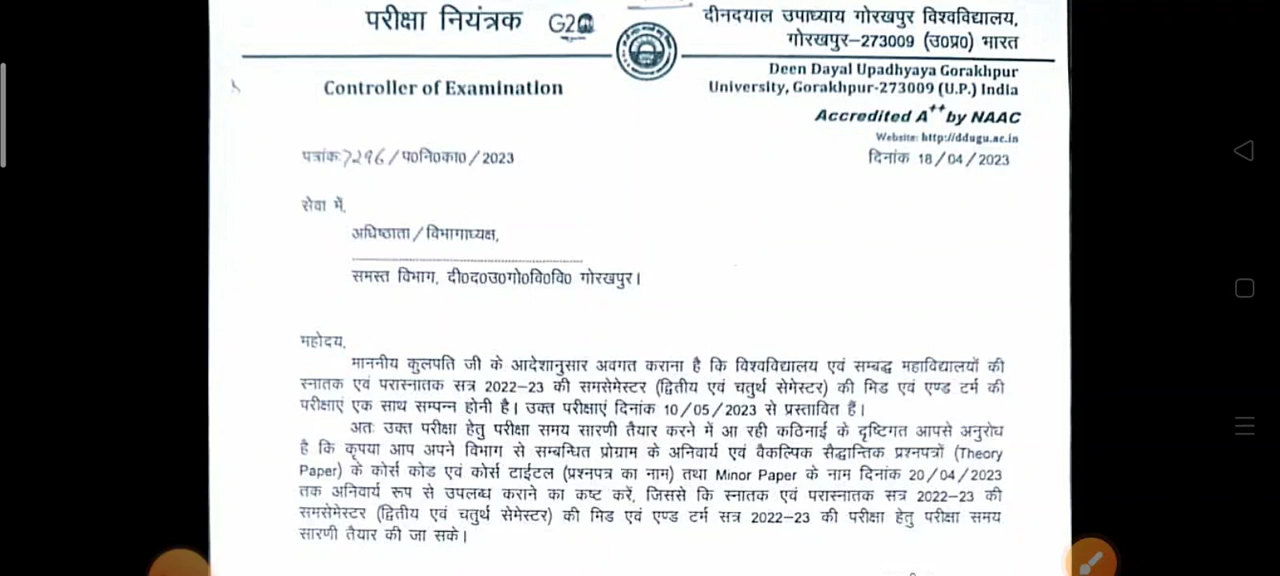 परीक्षा नियंत्रक G20
दीनदयाल उपाध्याय गोरखपुर विश्वविद्यालय,
गोरखपुर–273009 (उ0प्र0) भारत
Controller of Examination
Deen Dayal Upadhyaya Gorakhpur
University, Gorakhpur-273009 (U.P.) India
Accredited A++ by NAAC
Website: http://ddugu.ac.in
पत्रांक:7296/प0नि0का0/2023
दिनांक 18/04/2023
सेवा में,
अधिष्ठाता/विभागाध्यक्ष,
समस्त विभाग, दी0द0उ0गो0वि0वि0 गोरखपुर।
महोदय,
माननीय कुलपति जी के आदेशानुसार अवगत कराना है कि विश्वविद्यालय एवं सम्बद्ध महाविद्यालयों की
स्नातक एवं परास्नातक सत्र 2022–23 की समसेमेस्टर (द्वितीय एवं चतुर्थ सेमेस्टर) की मिड एवं एण्ड टर्म की
परीक्षाएं एक साथ सम्पन्न होनी है। उक्त परीक्षाएं दिनांक 10/05/2023 से प्रस्तावित हैं।
अतः उक्त परीक्षा हेतु परीक्षा समय सारणी तैयार करने में आ रही कठिनाई के दृष्टिगत आपसे अनुरोध
है कि कृपया आप अपने विभाग से सम्बन्धित प्रोग्राम के अनिवार्य एवं वैकल्पिक सैद्धान्तिक प्रश्नपत्रों (Theory
Paper) के कोर्स कोड एवं कोर्स टाईटल (प्रश्नपत्र का नाम) तथा Minor Paper के नाम दिनांक 20/04/2023
तक अनिवार्य रूप से उपलब्ध कराने का कष्ट करें, जिससे कि स्नातक एवं परास्नातक सत्र 2022–23 की
समसेमेस्टर (द्वितीय एवं चतुर्थ सेमेस्टर) की मिड एवं एण्ड टर्म सत्र 2022–23 की परीक्षा हेतु परीक्षा समय
सारणी तैयार की जा सके।